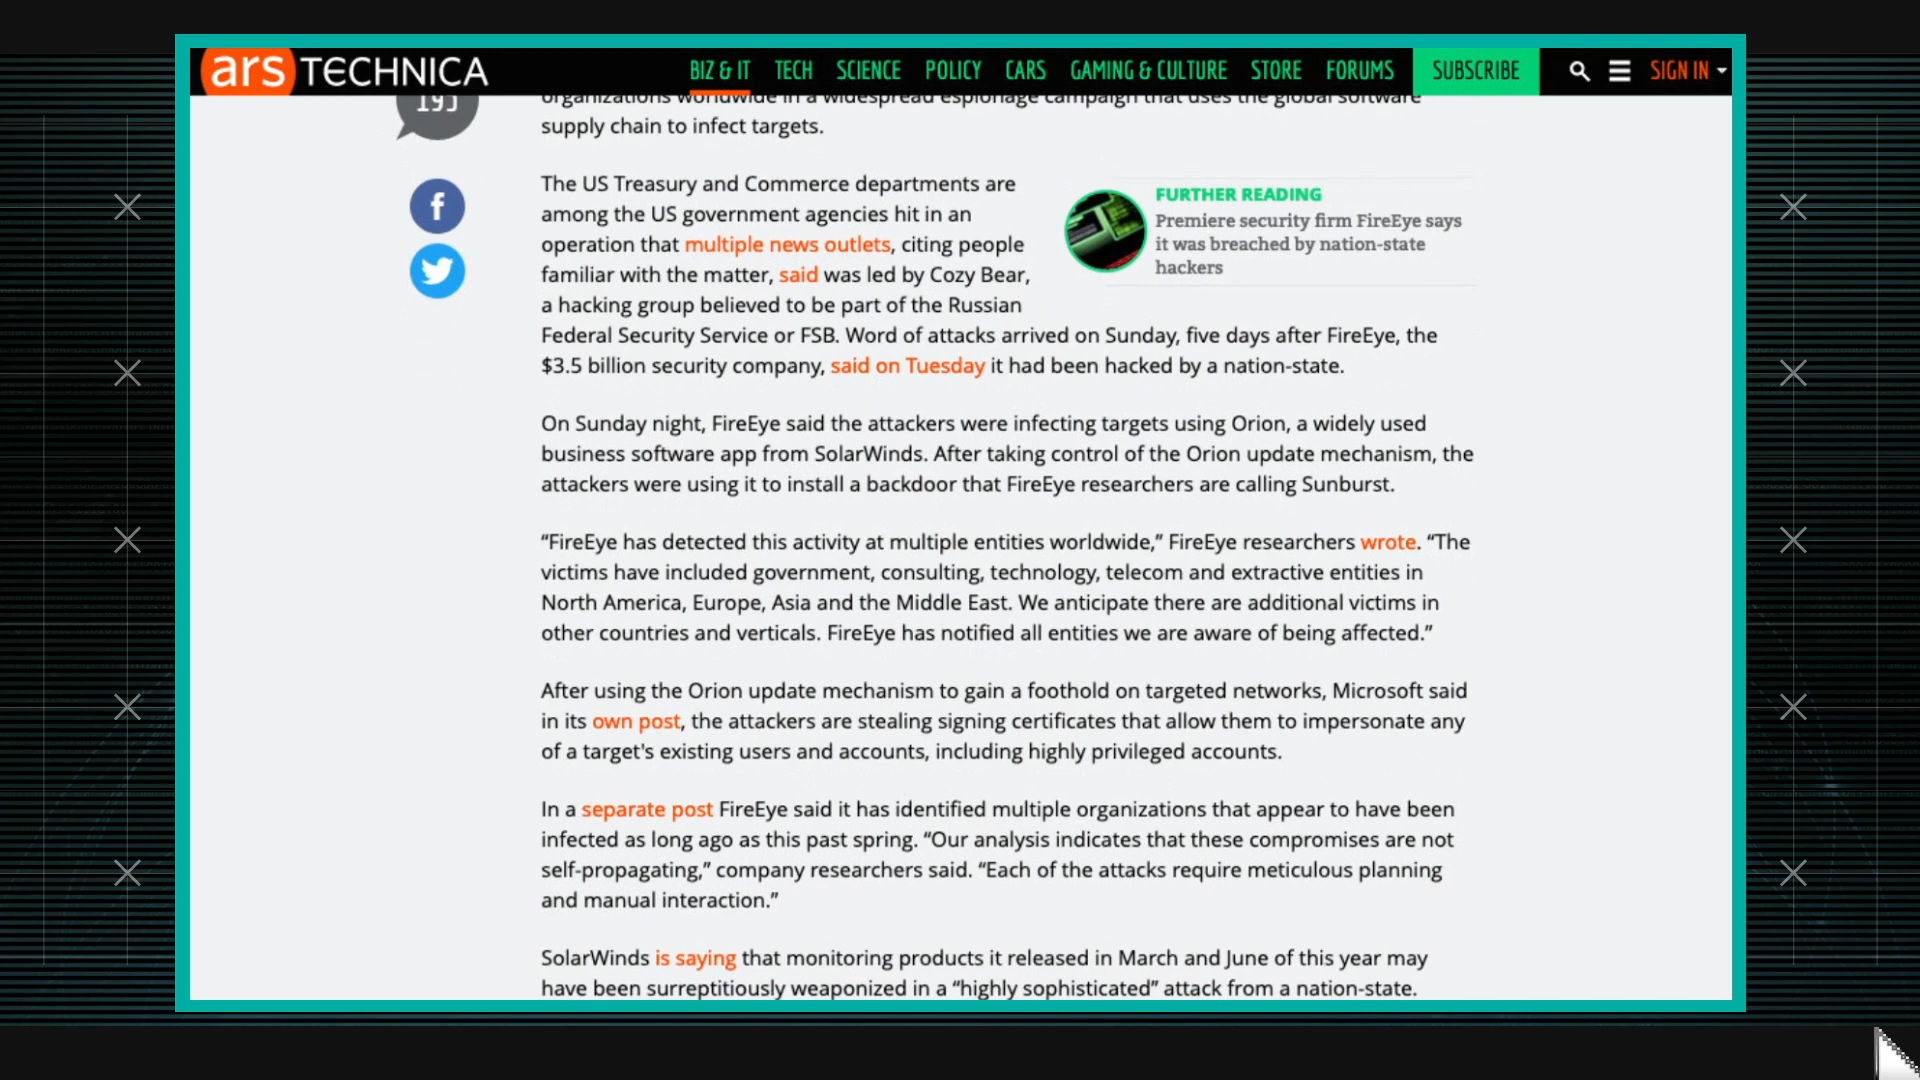 ars TECHNICA
BIZ & IT TECH SCIENCE POLICY CARS GAMING & CULTURE STORE FORUMS SUBSCRIBE SIGN IN
organizations worldwide in a widespread espionage campaign that uses the global software
supply chain to infect targets.
The US Treasury and Commerce departments are
among the US government agencies hit in an
operation that multiple news outlets, citing people
familiar with the matter, said was led by Cozy Bear,
a hacking group believed to be part of the Russian
Federal Security Service or FSB. Word of attacks arrived on Sunday, five days after FireEye, the
$3.5 billion security company, said on Tuesday it had been hacked by a nation-state.
FURTHER READING
Premiere security firm FireEye says
it was breached by nation-state
hackers
On Sunday night, FireEye said the attackers were infecting targets using Orion, a widely used
business software app from SolarWinds. After taking control of the Orion update mechanism, the
attackers were using it to install a backdoor that FireEye researchers are calling Sunburst.
“FireEye has detected this activity at multiple entities worldwide,” FireEye researchers wrote. “The
victims have included government, consulting, technology, telecom and extractive entities in
North America, Europe, Asia and the Middle East. We anticipate there are additional victims in
other countries and verticals. FireEye has notified all entities we are aware of being affected.”
After using the Orion update mechanism to gain a foothold on targeted networks, Microsoft said
in its own post, the attackers are stealing signing certificates that allow them to impersonate any
of a target's existing users and accounts, including highly privileged accounts.
In a separate post FireEye said it has identified multiple organizations that appear to have been
infected as long ago as this past spring. “Our analysis indicates that these compromises are not
self-propagating,” company researchers said. “Each of the attacks require meticulous planning
and manual interaction.”
SolarWinds is saying that monitoring products it released in March and June of this year may
have been surreptitiously weaponized in a “highly sophisticated” attack from a nation-state.